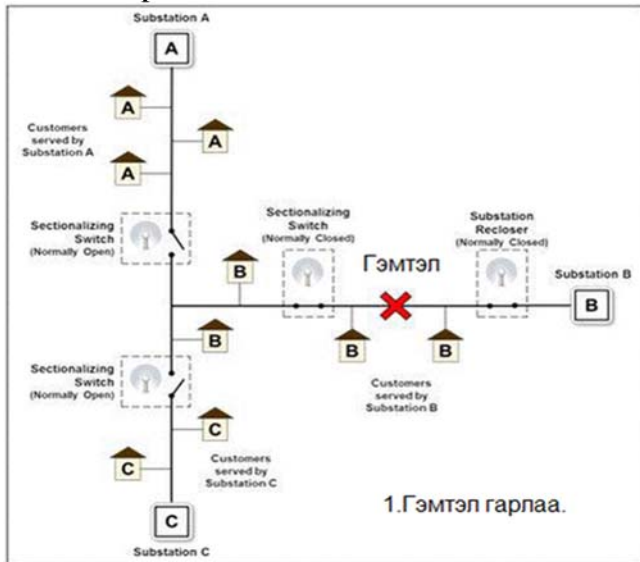 Substation A
A
A
Customers
served by
Substation A
A
A
Sectionalizing
Switch
(Normally Open)
Sectionalizing
Switch
(Normally Closed)
Substation
Recloser
(Normally Closed)
B
Гэмтэл
Substation B
B
B
B
B
Sectionalizing
Switch
(Normally Open)
Customers
served by
Substation B
C
C
Customers
served by
Substation C
1.Гэмтэл гарлаа.
C
Substation C